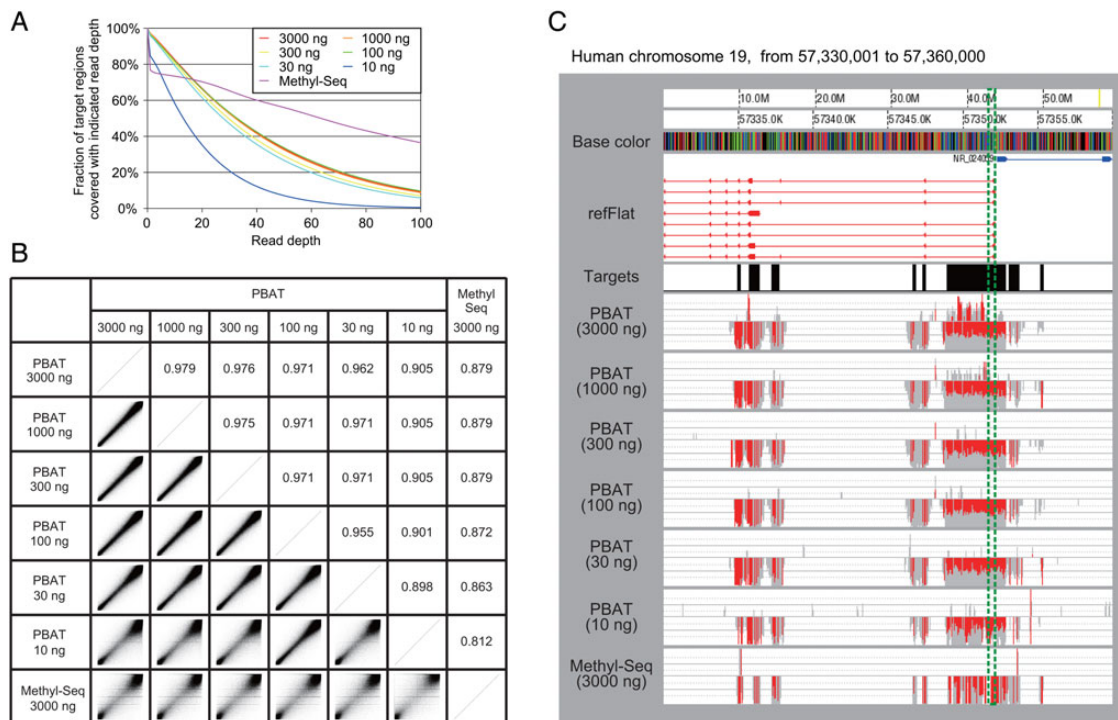 A
Fraction of target regions
covered with indicated read depth
100%
80%
60%
40%
20%
0%
3000 ng 1000 ng
300 ng 100 ng
30 ng 10 ng
Methyl-Seq
0 20 40 60 80 100
Read depth
B
PBAT Methyl Seq
3000 ng 1000 ng 300 ng 100 ng 30 ng 10 ng 3000 ng
PBAT 3000 ng 0.979 0.976 0.971 0.962 0.905 0.879
PBAT 1000 ng 0.975 0.971 0.971 0.905 0.879
PBAT 300 ng 0.971 0.971 0.905 0.879
PBAT 100 ng 0.955 0.901 0.872
PBAT 30 ng 0.898 0.863
PBAT 10 ng 0.812
Methyl-Seq 3000 ng
C
Human chromosome 19, from 57,330,001 to 57,360,000
10.0M 20.0M 30.0M 40.0M 50.0M
57335.0K 57340.0K 57345.0K 57350.0K 57355.0K
Base color
refFlat
Targets
PBAT
(3000 ng)
PBAT
(1000 ng)
PBAT
(300 ng)
PBAT
(100 ng)
PBAT
(30 ng)
PBAT
(10 ng)
Methyl-Seq
(3000 ng)